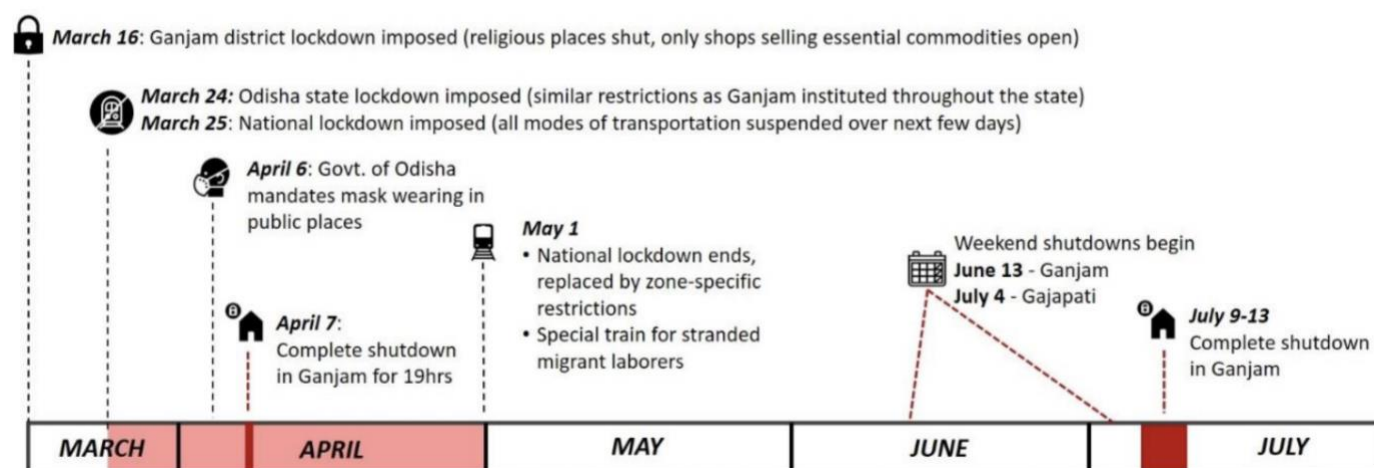 March 16: Ganjam district lockdown imposed (religious places shut, only shops selling essential commodities open)
March 24: Odisha state lockdown imposed (similar restrictions as Ganjam instituted throughout the state)
March 25: National lockdown imposed (all modes of transportation suspended over next few days)
April 6: Govt. of Odisha
mandates mask wearing in
public places
April 7:
Complete shutdown
in Ganjam for 19hrs
May 1
• National lockdown ends,
replaced by zone-specific
restrictions
• Special train for stranded
migrant laborers
Weekend shutdowns begin
June 13 - Ganjam
July 4 - Gajapati
July 9-13
Complete shutdown
in Ganjam
MARCH APRIL MAY JUNE JULY